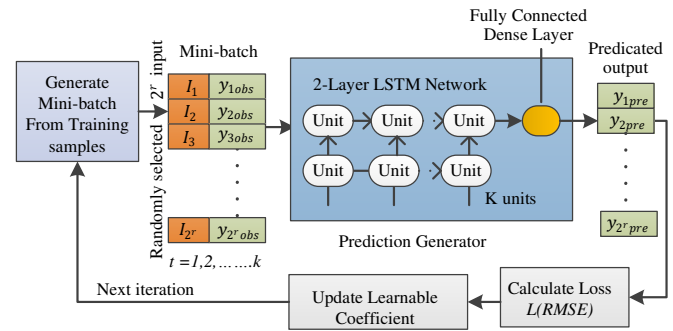 Fully Connected
Dense Layer
Mini-batch
Predicated
output
Generate
Mini-batch
From Training
samples
Randomly selected 2^r input
I_1 y_1obs
I_2 y_2obs
I_3 y_3obs
I_2^r y_2^r obs
t =1,2,.......k
2-Layer LSTM Network
Unit Unit Unit
Unit Unit Unit
K units
Prediction Generator
y_1pre
y_2pre
y_2^r pre
Next iteration
Update Learnable
Coefficient
Calculate Loss
L(RMSE)